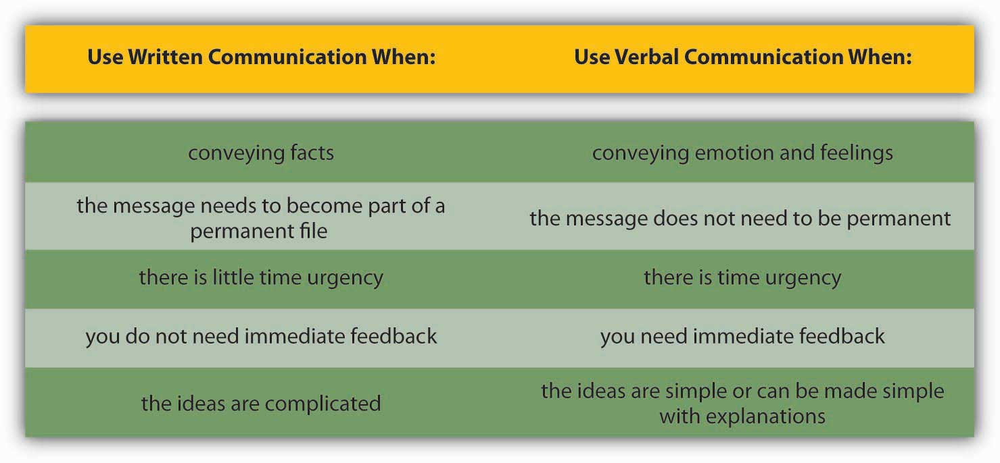 Use Written Communication When:
Use Verbal Communication When:
conveying facts
conveying emotion and feelings
the message needs to become part of a
permanent file
the message does not need to be permanent
there is little time urgency
there is time urgency
you do not need immediate feedback
you need immediate feedback
the ideas are complicated
the ideas are simple or can be made simple
with explanations